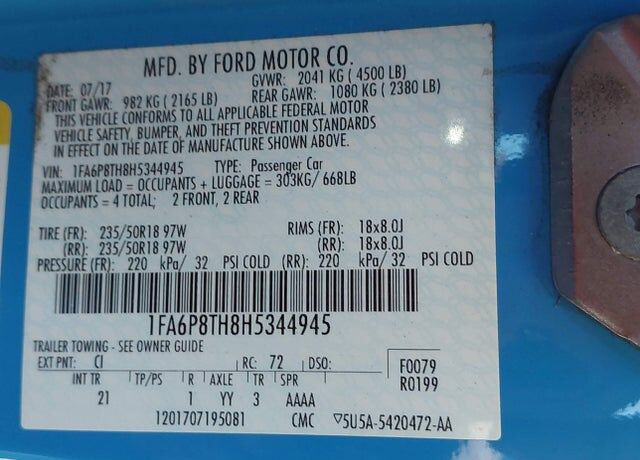 MFD. BY FORD MOTOR CO.
DATE: 07/17 GVWR: 2041 KG ( 4500 LB)
FRONT GAWR: 982 KG ( 2165 LB) REAR GAWR: 1080 KG ( 2380 LB)
THIS VEHICLE CONFORMS TO ALL APPLICABLE FEDERAL MOTOR
VEHICLE SAFETY, BUMPER, AND THEFT PREVENTION STANDARDS
IN EFFECT ON THE DATE OF MANUFACTURE SHOWN ABOVE.
VIN: 1FA6P8TH8H5344945 TYPE: Passenger Car
MAXIMUM LOAD = OCCUPANTS + LUGGAGE = 303KG/ 668LB
OCCUPANTS = 4 TOTAL; 2 FRONT, 2 REAR
TIRE (FR): 235/50R18 97W RIMS (FR): 18x8.0J
(RR): 235/50R18 97W (RR): 18x8.0J
PRESSURE (FR): 220 kPa/ 32 PSI COLD (RR): 220 kPa/ 32 PSI COLD
1FA6P8TH8H5344945
TRAILER TOWING - SEE OWNER GUIDE
EXT PNT: CI RC: 72 DSO: F0079
INT TR TP/PS R AXLE TR SPR R0199
21 1 YY 3 AAAA
1201707195081 CMC ▽5U5A-5420472-AA